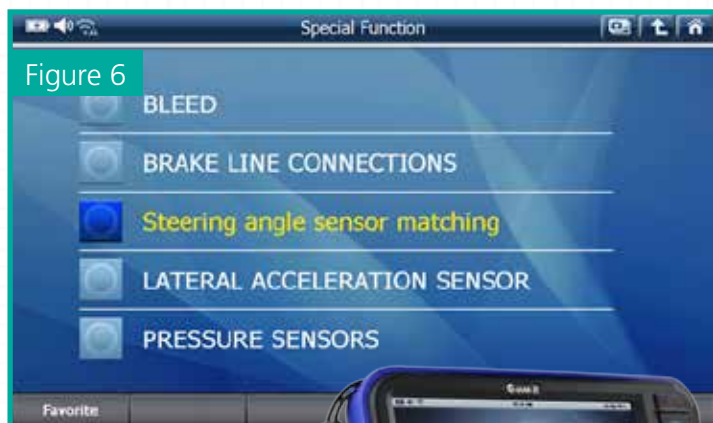 Special Function
Figure 6
BLEED
BRAKE LINE CONNECTIONS
Steering angle sensor matching
LATERAL ACCELERATION SENSOR
PRESSURE SENSORS
Favorite